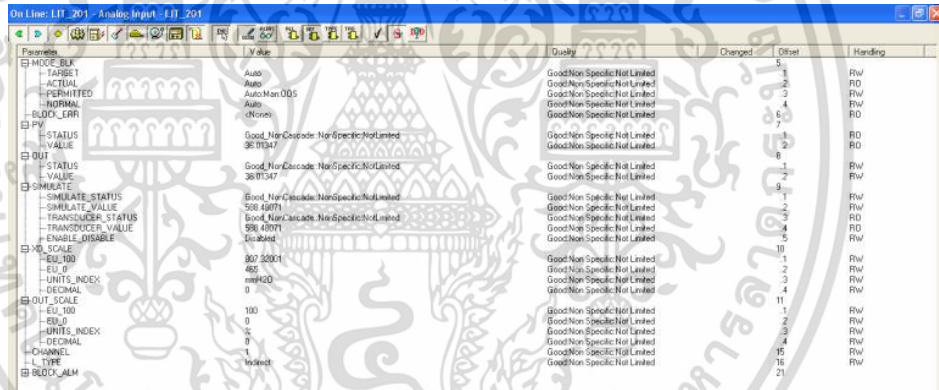 On Line: LIT_201 - Analog Input - LIT_201
Parameter Value Quality Changed Offset Handling
MODE_BLK 5
TARGET Auto Good:Non Specific:Not Limited .1 RW
ACTUAL Auto Good:Non Specific:Not Limited .2 RO
PERMITTED Auto:Man:OOS Good:Non Specific:Not Limited .3 RW
NORMAL Auto Good:Non Specific:Not Limited .4 RW
BLOCK_ERR <None> Good:Non Specific:Not Limited 6 RO
PV 7
STATUS Good_NonCascade::NonSpecific:NotLimited Good:Non Specific:Not Limited .1 RO
VALUE 36.01347 Good:Non Specific:Not Limited .2 RO
OUT 8
STATUS Good_NonCascade::NonSpecific:NotLimited Good:Non Specific:Not Limited .1 RW
VALUE 36.01347 Good:Non Specific:Not Limited .2 RW
SIMULATE 9
SIMULATE_STATUS Good_NonCascade::NonSpecific:NotLimited Good:Non Specific:Not Limited .1 RW
SIMULATE_VALUE 588.48071 Good:Non Specific:Not Limited .2 RW
TRANSDUCER_STATUS Good_NonCascade::NonSpecific:NotLimited Good:Non Specific:Not Limited .3 RO
TRANSDUCER_VALUE 588.48071 Good:Non Specific:Not Limited .4 RO
ENABLE_DISABLE Disabled Good:Non Specific:Not Limited .5 RW
XD_SCALE 10
EU_100 807.32001 Good:Non Specific:Not Limited .1 RW
EU_0 465 Good:Non Specific:Not Limited .2 RW
UNITS_INDEX mmH2O Good:Non Specific:Not Limited .3 RW
DECIMAL 0 Good:Non Specific:Not Limited .4 RW
OUT_SCALE 11
EU_100 100 Good:Non Specific:Not Limited .1 RW
EU_0 0 Good:Non Specific:Not Limited .2 RW
UNITS_INDEX % Good:Non Specific:Not Limited .3 RW
DECIMAL 0 Good:Non Specific:Not Limited .4 RW
CHANNEL 1 Good:Non Specific:Not Limited 15 RW
L_TYPE Indirect Good:Non Specific:Not Limited 16 RW
BLOCK_ALM 21